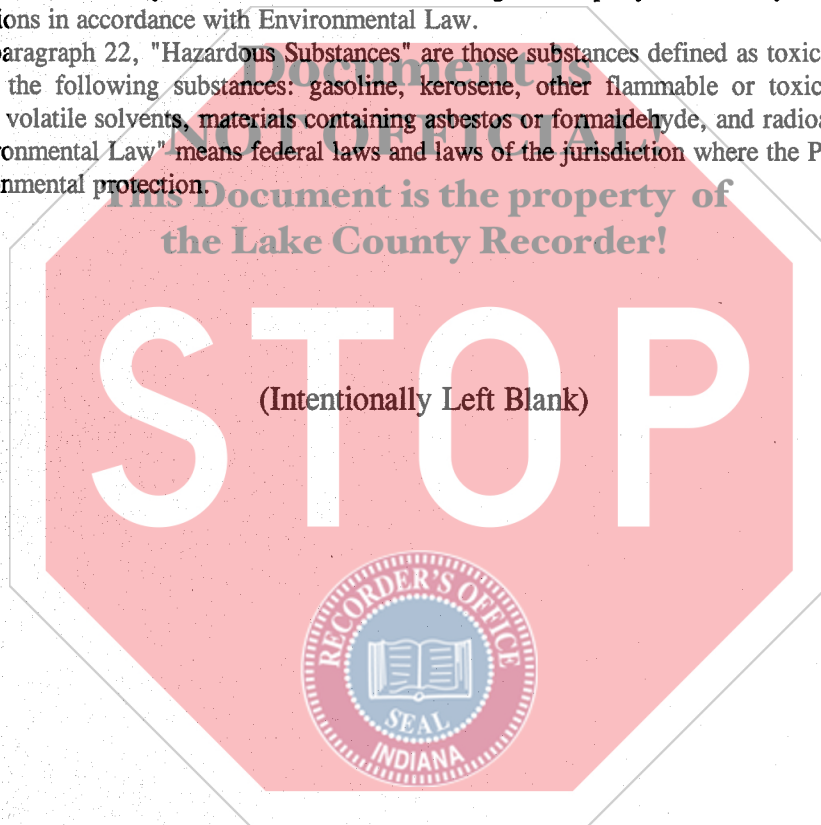 ions in accordance with Environmental Law.
paragraph 22, "Hazardous Substances" are those substances defined as toxic
the following substances: gasoline, kerosene, other flammable or toxic
volatile solvents, materials containing asbestos or formaldehyde, and radioa
ronmental Law" means federal laws and laws of the jurisdiction where the P
nmental protection.
Document is
NOT OFFICIAL!
This Document is the property of
the Lake County Recorder!
STOP
(Intentionally Left Blank)
RECORDER'S OFFICE
SEAL
INDIANA